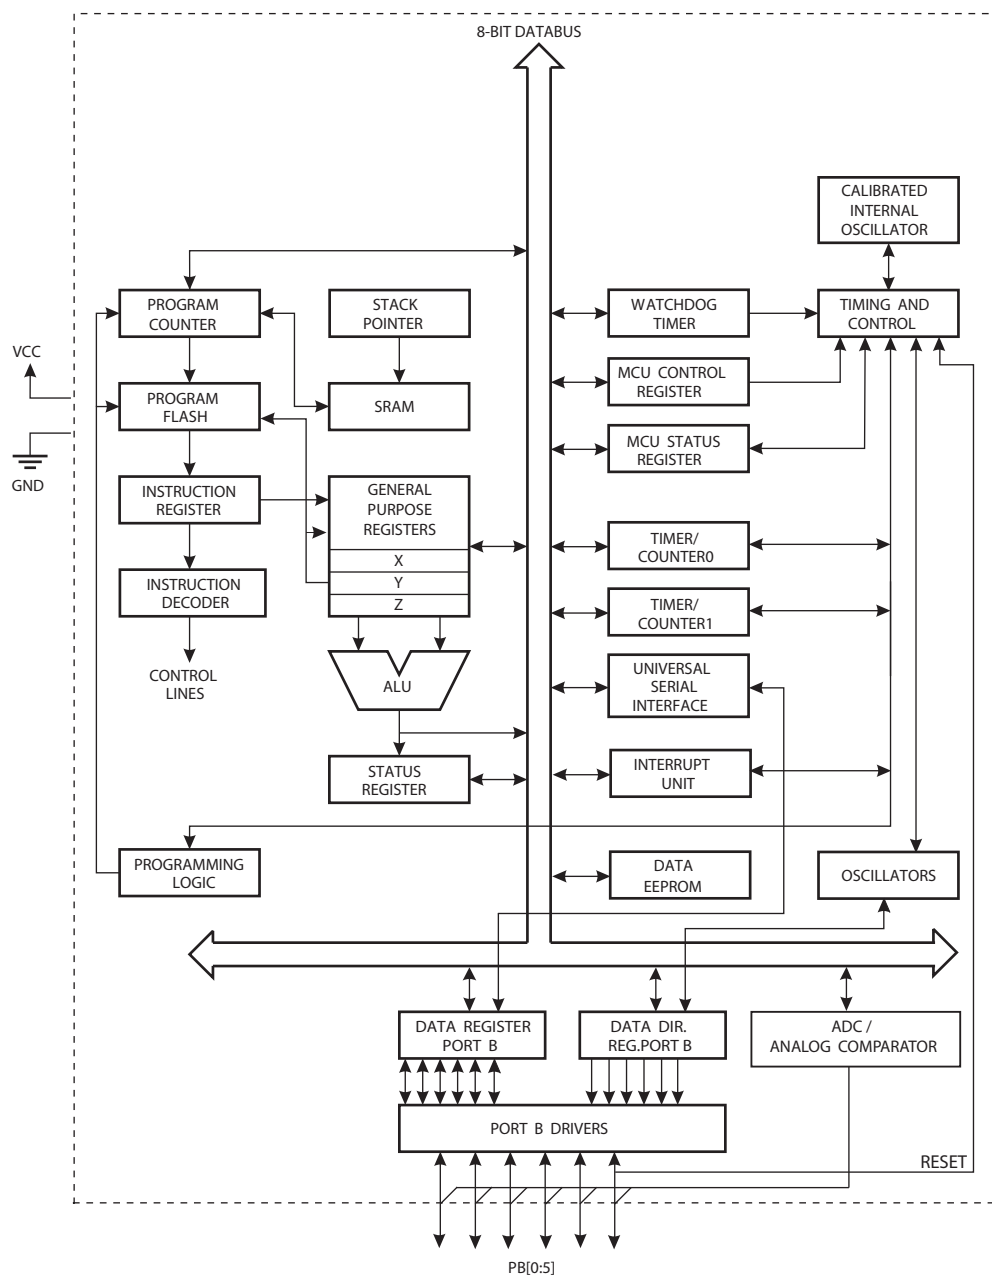 8-BIT DATABUS
CALIBRATED
INTERNAL
OSCILLATOR
PROGRAM
COUNTER
STACK
POINTER
WATCHDOG
TIMER
TIMING AND
CONTROL
VCC
PROGRAM
FLASH
SRAM
MCU CONTROL
REGISTER
MCU STATUS
REGISTER
GND
INSTRUCTION
REGISTER
GENERAL
PURPOSE
REGISTERS
X
Y
Z
TIMER/
COUNTER0
INSTRUCTION
DECODER
TIMER/
COUNTER1
CONTROL
LINES
ALU
UNIVERSAL
SERIAL
INTERFACE
STATUS
REGISTER
INTERRUPT
UNIT
PROGRAMMING
LOGIC
DATA
EEPROM
OSCILLATORS
DATA REGISTER
PORT B
DATA DIR.
REG.PORT B
ADC /
ANALOG COMPARATOR
PORT B DRIVERS
RESET
PB[0:5]